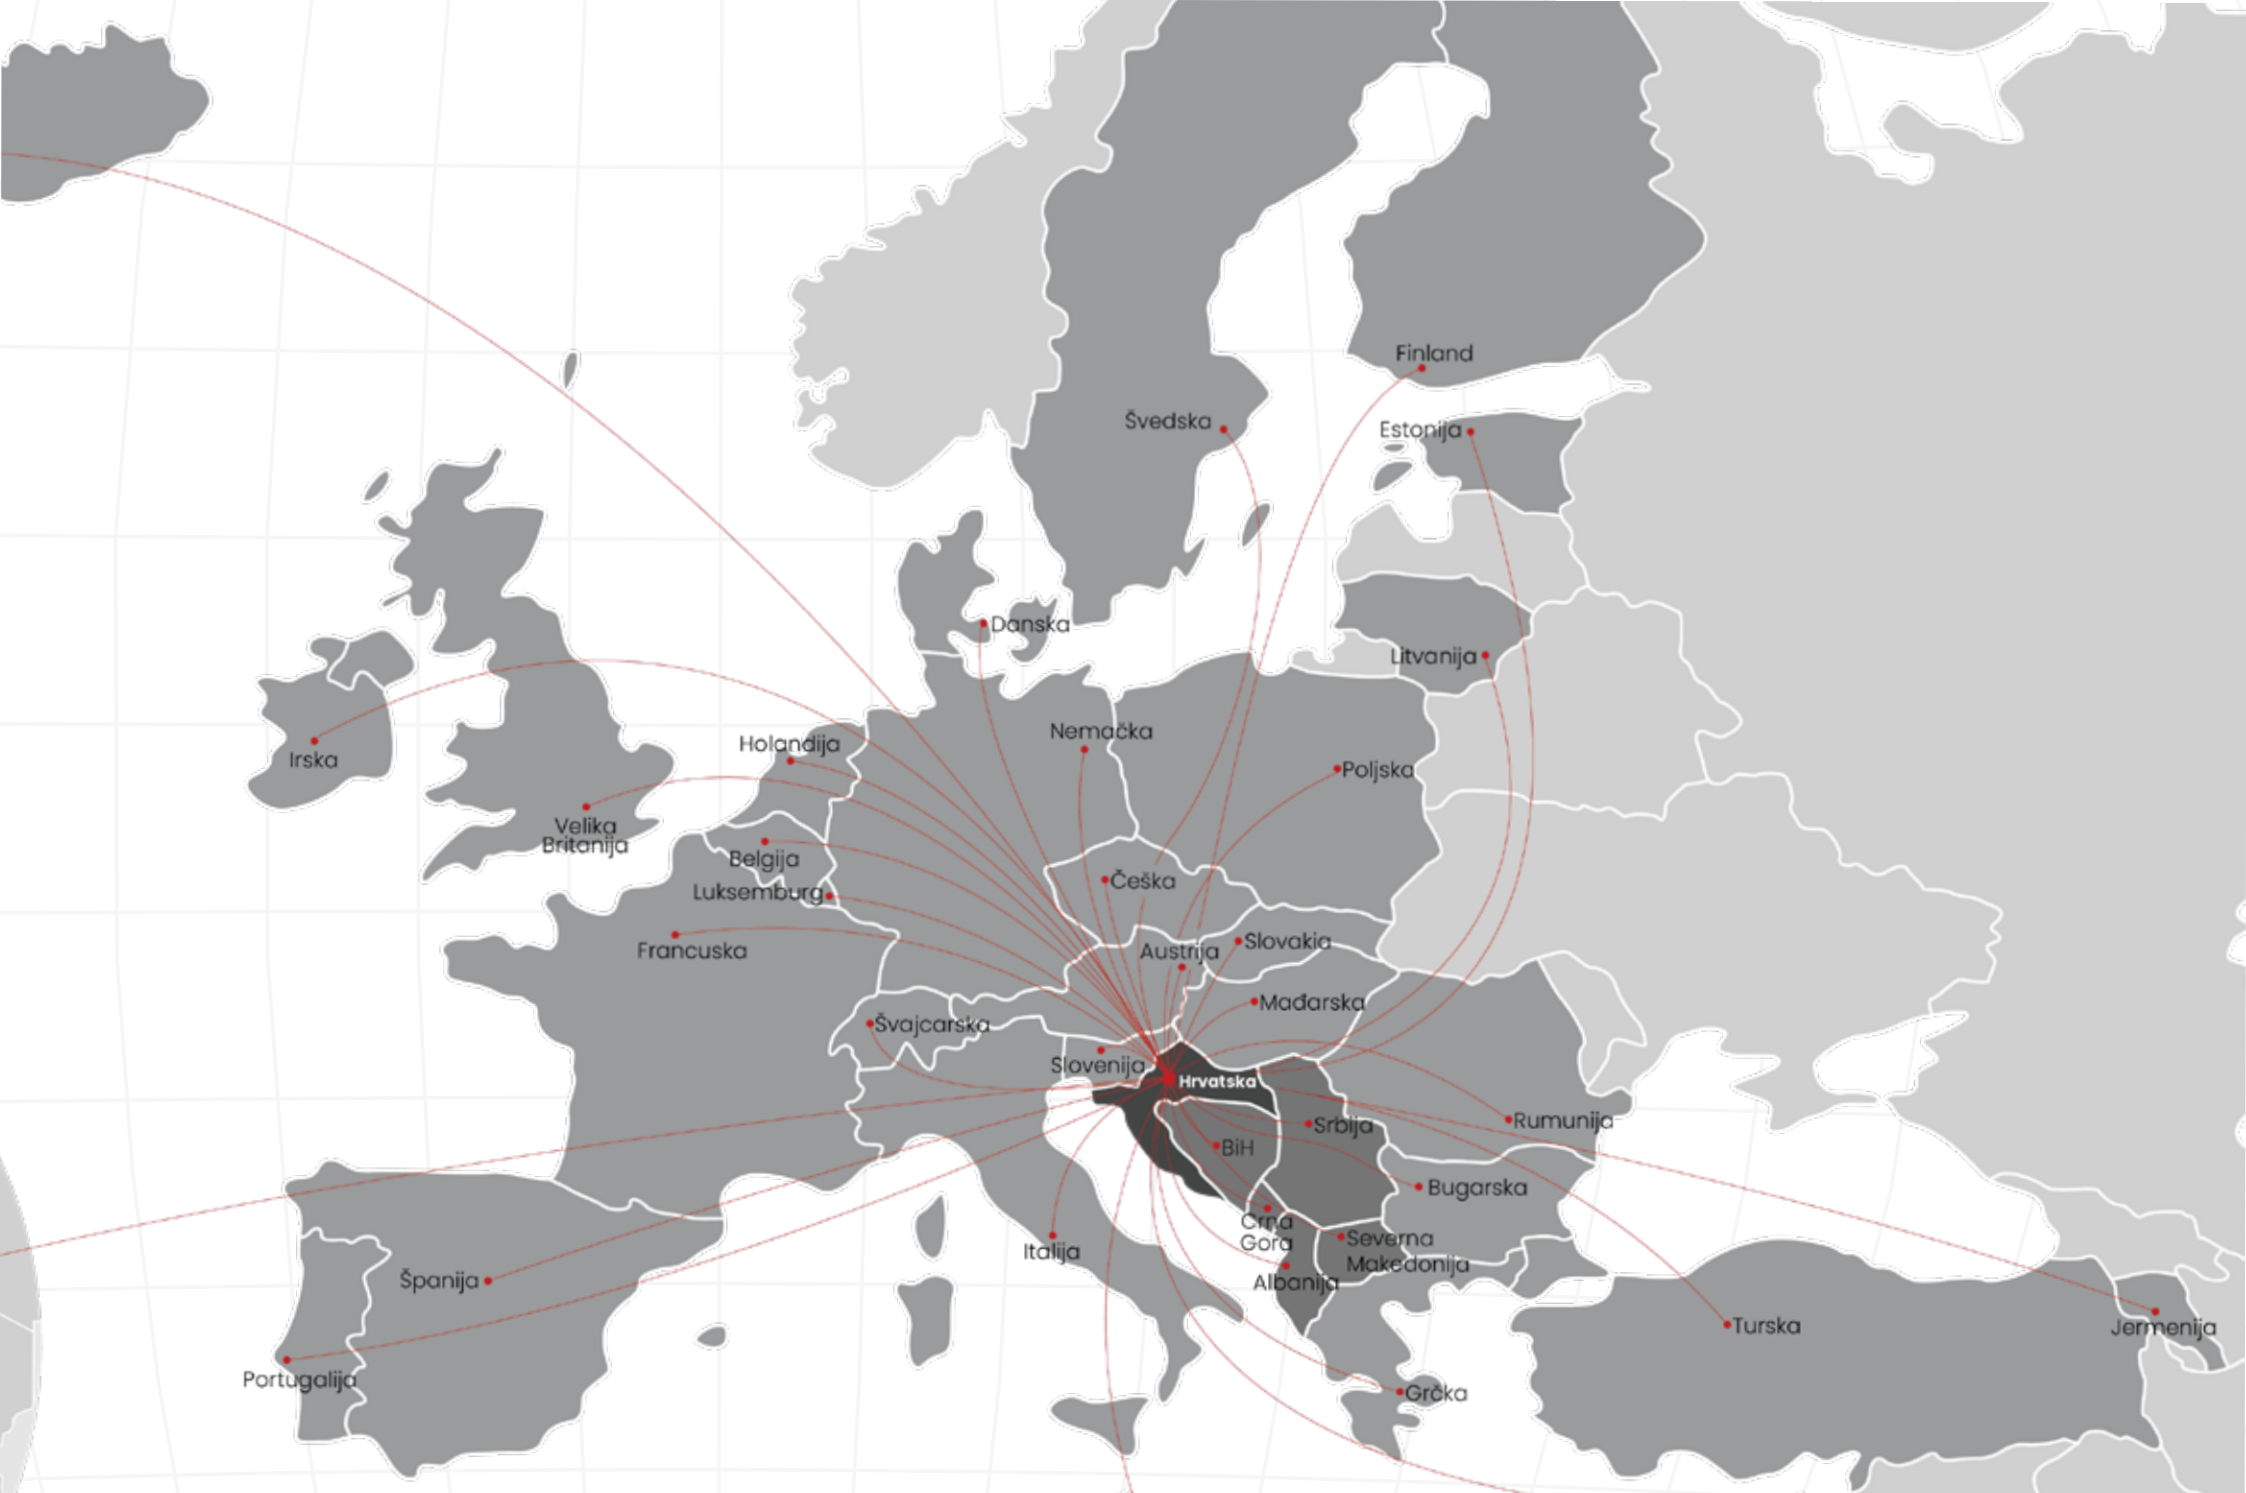 Finland
Švedska
Estonija
Danska
Litvanija
Nemačka
Holandija
Irska
Poljska
Velika
Britanija
Belgija
Češka
Luksemburg
Francuska
Slovakia
Austrija
Mađarska
Švajcarska
Slovenija
Hrvatska
Rumunija
Srbija
BiH
Bugarska
Crna
Gora
Severna
Makedonija
Italija
Španija
Albanija
Turska
Jermenija
Portugalija
Grčka